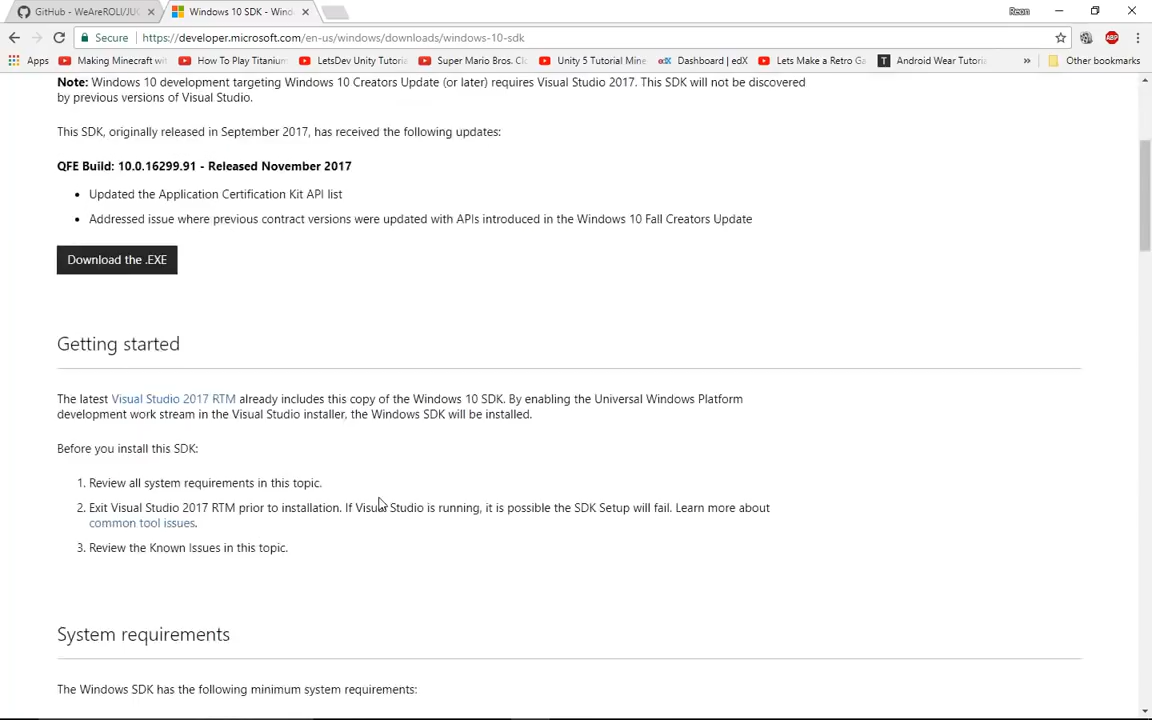 GitHub - WeAreROLI/JUC
Windows 10 SDK - Wind
Reon
Secure
https://developer.microsoft.com/en-us/windows/downloads/windows-10-sdk
ABP
Apps
Making Minecraft wit
How To Play Titanium
LetsDev Unity Tutoria
Super Mario Bros. Cl
Unity 5 Tutorial Mine
edX
Dashboard | edX
Lets Make a Retro Ga
T
Android Wear Tutoria
»
Other bookmarks
Note: Windows 10 development targeting Windows 10 Creators Update (or later) requires Visual Studio 2017. This SDK will not be discovered
by previous versions of Visual Studio.
This SDK, originally released in September 2017, has received the following updates:
QFE Build: 10.0.16299.91 - Released November 2017
• Updated the Application Certification Kit API list
• Addressed issue where previous contract versions were updated with APIs introduced in the Windows 10 Fall Creators Update
Download the .EXE
Getting started
The latest Visual Studio 2017 RTM already includes this copy of the Windows 10 SDK. By enabling the Universal Windows Platform
development work stream in the Visual Studio installer, the Windows SDK will be installed.
Before you install this SDK:
1. Review all system requirements in this topic.
2. Exit Visual Studio 2017 RTM prior to installation. If Visual Studio is running, it is possible the SDK Setup will fail. Learn more about
common tool issues.
3. Review the Known Issues in this topic.
System requirements
The Windows SDK has the following minimum system requirements: